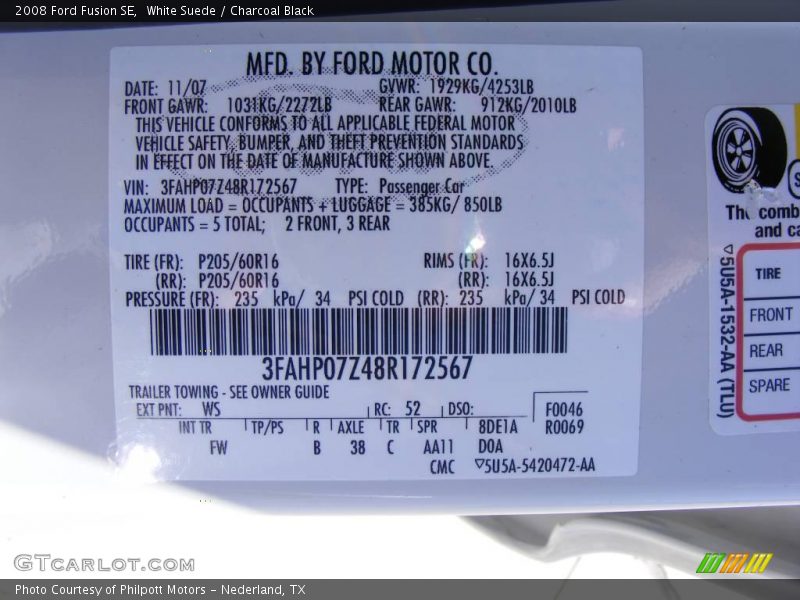 2008 Ford Fusion SE, White Suede / Charcoal Black
MFD. BY FORD MOTOR CO.
DATE: 11/07 GVWR: 1929KG/4253LB
FRONT GAWR: 1031KG/2272LB REAR GAWR: 912KG/2010LB
THIS VEHICLE CONFORMS TO ALL APPLICABLE FEDERAL MOTOR
VEHICLE SAFETY, BUMPER, AND THEFT PREVENTION STANDARDS
IN EFFECT ON THE DATE OF MANUFACTURE SHOWN ABOVE.
VIN: 3FAHP07Z48R172567 TYPE: Passenger Car
MAXIMUM LOAD = OCCUPANTS + LUGGAGE = 385KG/ 850LB
OCCUPANTS = 5 TOTAL; 2 FRONT, 3 REAR
TIRE (FR): P205/60R16 RIMS (FR): 16X6.5J
(RR): P205/60R16 (RR): 16X6.5J
PRESSURE (FR): 235 kPa/ 34 PSI COLD (RR): 235 kPa/ 34 PSI COLD
3FAHP07Z48R172567
TRAILER TOWING - SEE OWNER GUIDE
EXT PNT: WS RC: 52 DSO: F0046
INT TR TP/PS R AXLE TR SPR 8DE1A R0069
FW B 38 C AA11 D0A
CMC ▽5U5A-5420472-AA
The comb
and ca
▽5U5A-1532-AA (TLU)
TIRE
FRONT
REAR
SPARE
GTCARLOT.COM
Photo Courtesy of Philpott Motors - Nederland, TX